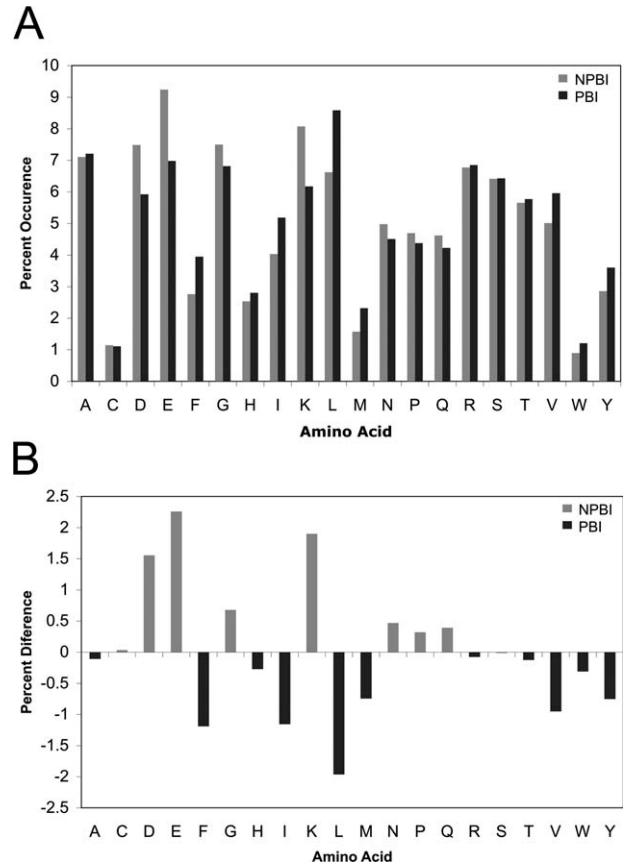 A
10
9
8
7
6
5
4
3
2
1
0
Percent Occurence
NPBI
PBI
A C D E F G H I K L M N P Q R S T V W Y
Amino Acid
B
2.5
2
1.5
1
0.5
0
-0.5
-1
-1.5
-2
-2.5
Percent Diference
NPBI
PBI
A C D E F G H I K L M N P Q R S T V W Y
Amino Acid